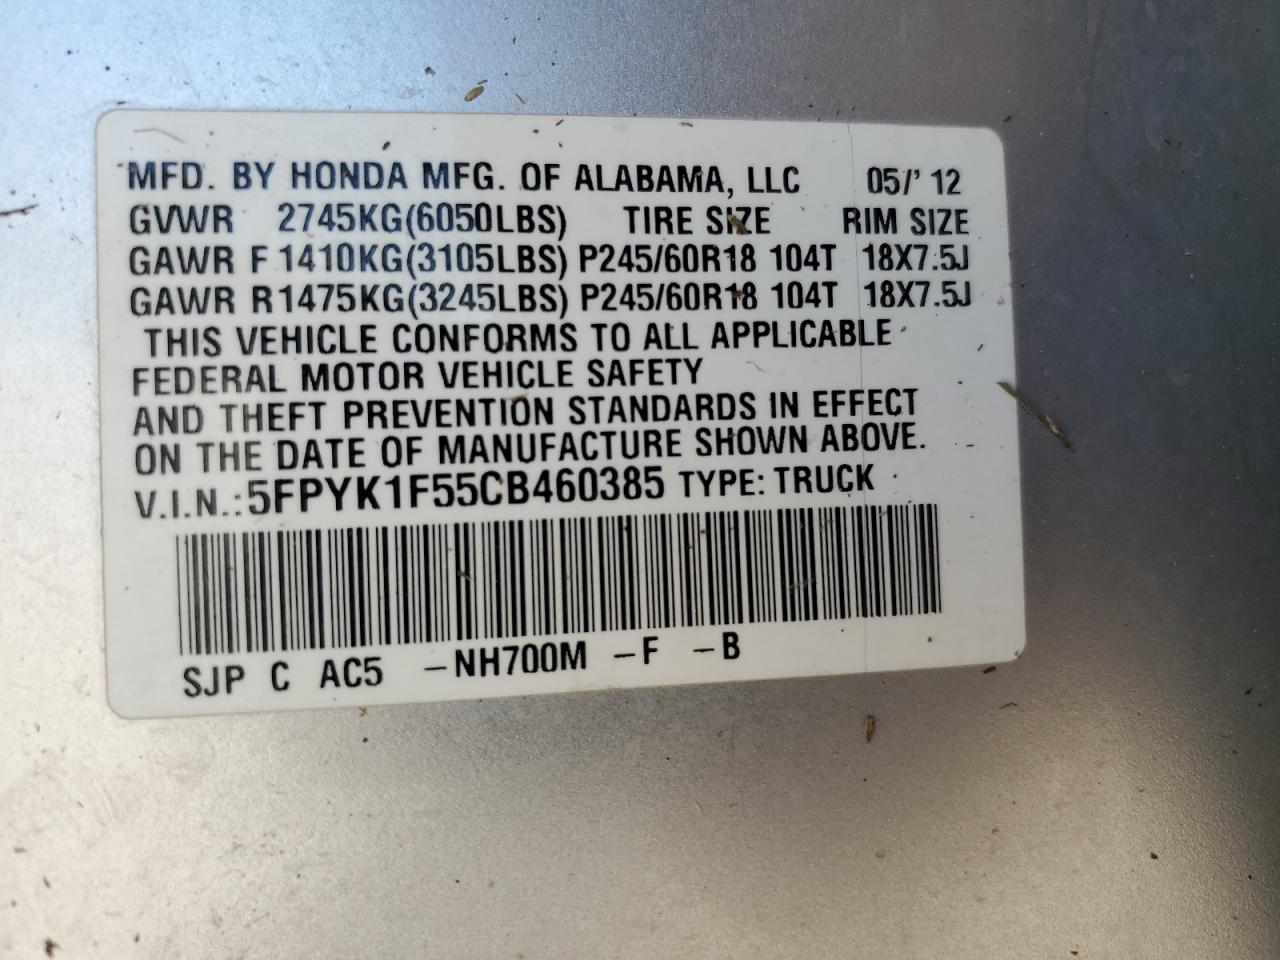 MFD. BY HONDA MFG. OF ALABAMA, LLC 05/'12
GVWR 2745KG(6050LBS) TIRE SIZE RIM SIZE
GAWR F 1410KG(3105LBS) P245/60R18 104T 18X7.5J
GAWR R 1475KG(3245LBS) P245/60R18 104T 18X7.5J
THIS VEHICLE CONFORMS TO ALL APPLICABLE
FEDERAL MOTOR VEHICLE SAFETY
AND THEFT PREVENTION STANDARDS IN EFFECT
ON THE DATE OF MANUFACTURE SHOWN ABOVE.
V.I.N.:5FPYK1F55CB460385 TYPE: TRUCK
SJP C AC5 –NH700M –F –B